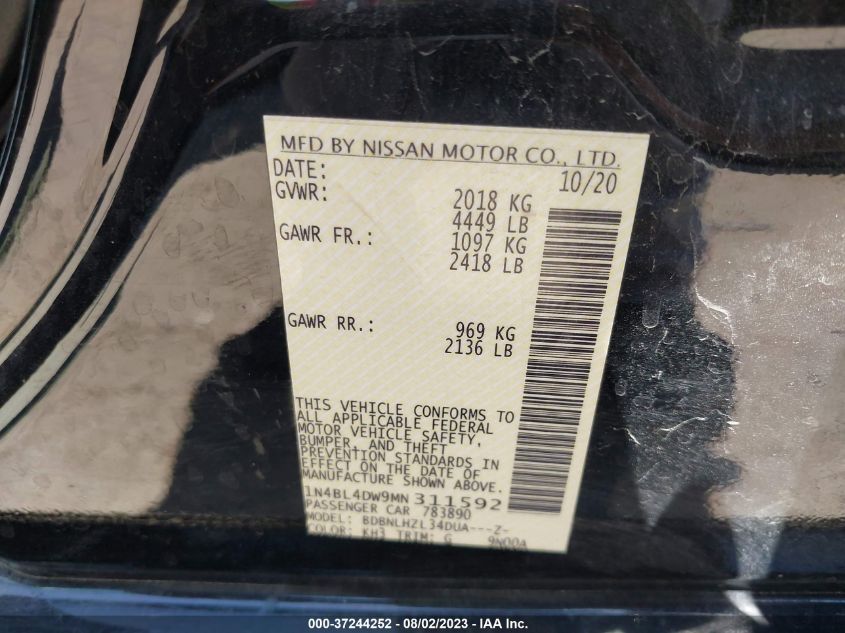 MFD BY NISSAN MOTOR CO., LTD.
DATE: 10/20
GVWR: 2018 KG
4449 LB
GAWR FR.: 1097 KG
2418 LB
GAWR RR.: 969 KG
2136 LB
THIS VEHICLE CONFORMS TO
ALL APPLICABLE FEDERAL
MOTOR VEHICLE SAFETY,
BUMPER, AND THEFT
PREVENTION STANDARDS IN
EFFECT ON THE DATE OF
MANUFACTURE SHOWN ABOVE.
1N4BL4DW9MN311592
PASSENGER CAR 783890
MODEL: BDBNLHZL34DUA---Z-
COLOR: KH3 TRIM: G 9N00A
000-37244252 - 08/02/2023 - IAA Inc.